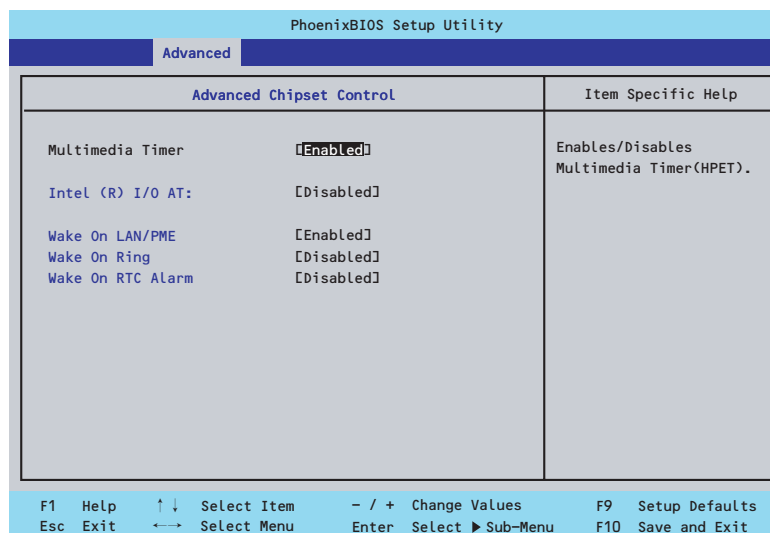 PhoenixBIOS Setup Utility
Advanced
Advanced Chipset Control
Item Specific Help
Multimedia Timer [Enabled]
Intel (R) I/O AT: [Disabled]
Wake On LAN/PME [Enabled]
Wake On Ring [Disabled]
Wake On RTC Alarm [Disabled]
Enables/Disables
Multimedia Timer(HPET).
F1 Help ↑↓ Select Item - / + Change Values F9 Setup Defaults
Esc Exit ←→ Select Menu Enter Select ▶ Sub-Menu F10 Save and Exit